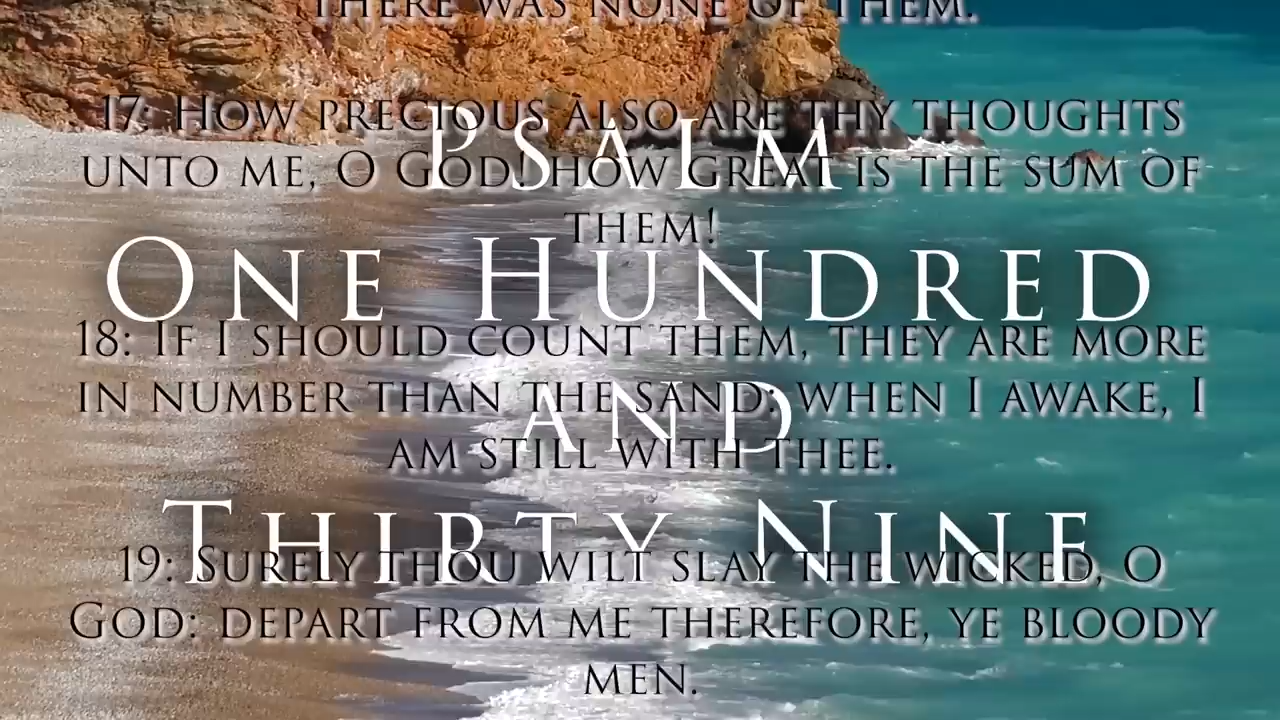 THERE WAS NONE OF THEM.
17: HOW PRECIOUS ALSO ARE THY THOUGHTS
UNTO ME, O GOD! HOW GREAT IS THE SUM OF
THEM!
18: IF I SHOULD COUNT THEM, THEY ARE MORE
IN NUMBER THAN THE SAND: WHEN I AWAKE, I
AM STILL WITH THEE.
19: SURELY THOU WILT SLAY THE WICKED, O
GOD: DEPART FROM ME THEREFORE, YE BLOODY
MEN.
PSALM
ONE HUNDRED
AND
THIRTY NINE